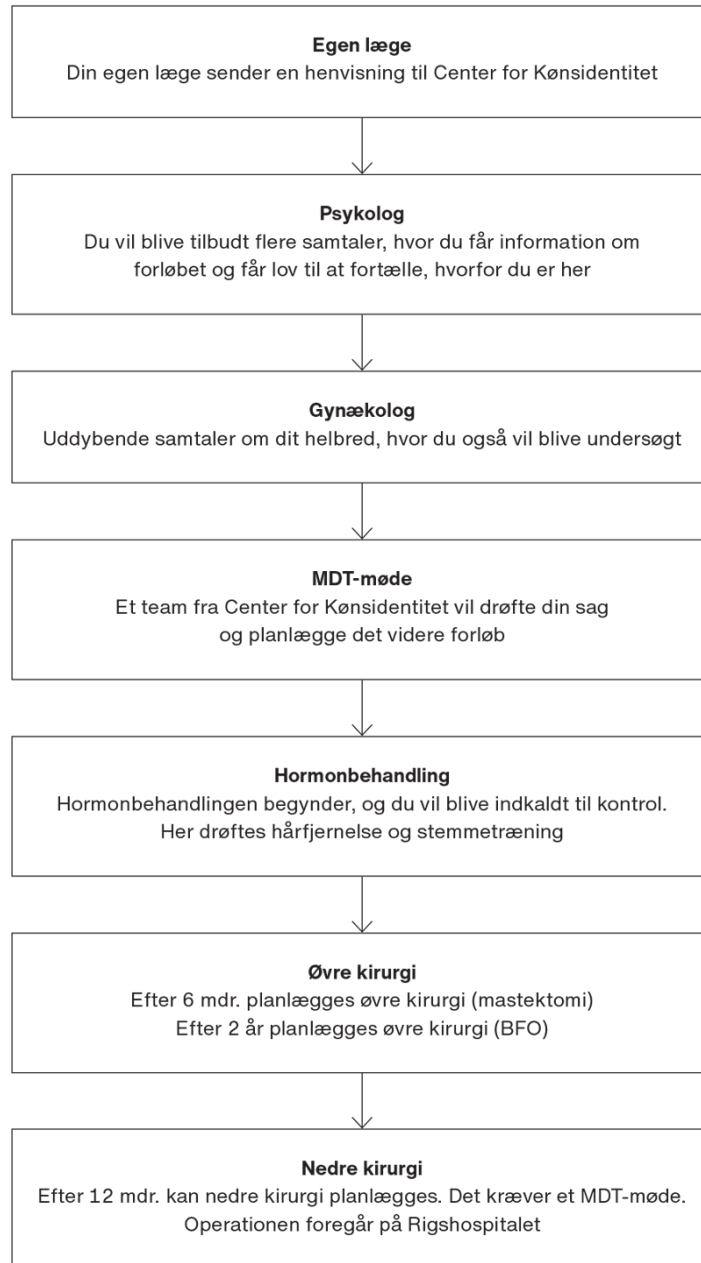 Egen læge
Din egen læge sender en henvisning til Center for Kønsidentitet
Psykolog
Du vil blive tilbudt flere samtaler, hvor du får information om
forløbet og får lov til at fortælle, hvorfor du er her
Gynækolog
Uddybende samtaler om dit helbred, hvor du også vil blive undersøgt
MDT-møde
Et team fra Center for Kønsidentitet vil drøfte din sag
og planlægge det videre forløb
Hormonbehandling
Hormonbehandlingen begynder, og du vil blive indkaldt til kontrol.
Her drøftes hårfjernelse og stemmetræning
Øvre kirurgi
Efter 6 mdr. planlægges øvre kirurgi (mastektomi)
Efter 2 år planlægges øvre kirurgi (BFO)
Nedre kirurgi
Efter 12 mdr. kan nedre kirurgi planlægges. Det kræver et MDT-møde.
Operationen foregår på Rigshospitalet